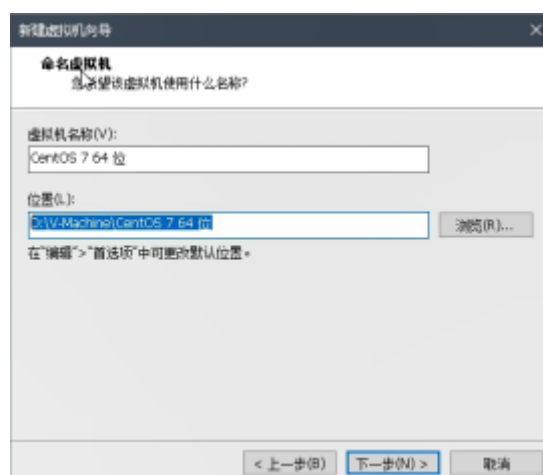 新建虚拟机向导
命名虚拟机
您希望该虚拟机使用什么名称?
虚拟机名称(V):
CentOS 7 64 位
位置(L):
D:\V-Machine\CentOS 7 64 位
浏览(R)...
在"编辑">"首选项"中可更改默认位置。
< 上一步(B)
下一步(N) >
取消